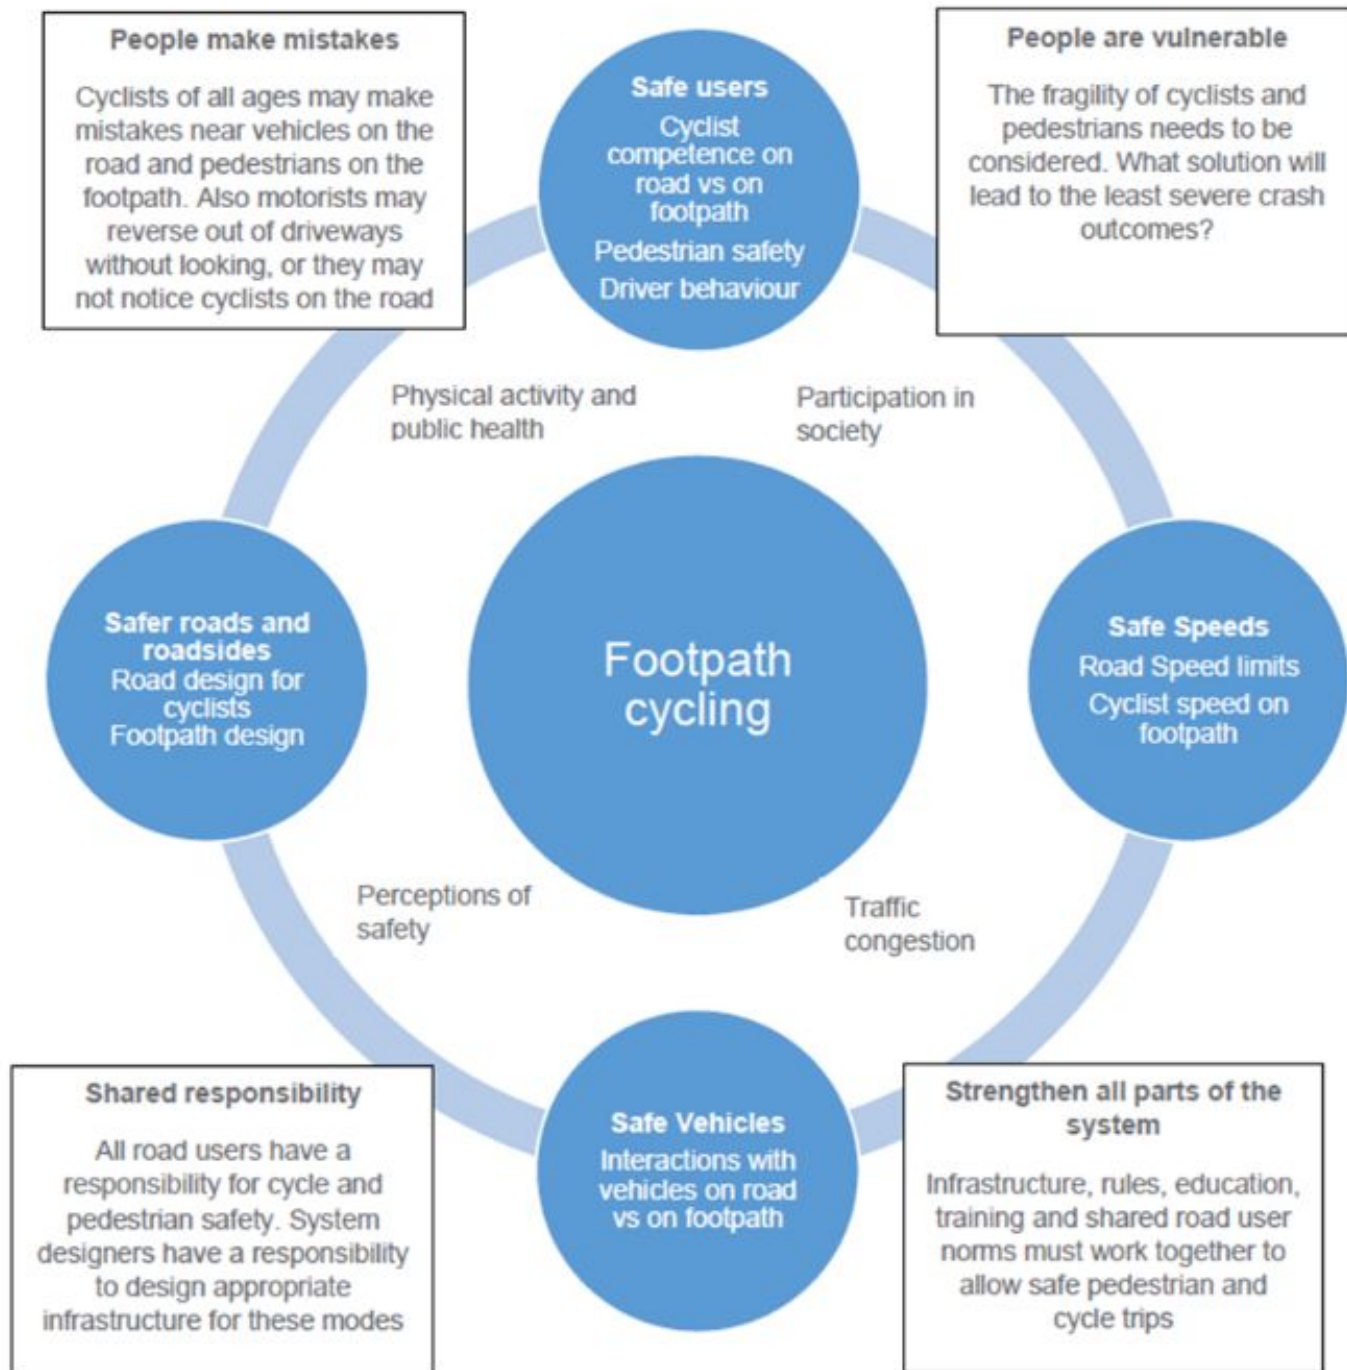 People make mistakes
Cyclists of all ages may make
mistakes near vehicles on the
road and pedestrians on the
footpath. Also motorists may
reverse out of driveways
without looking, or they may
not notice cyclists on the road
Safe users
Cyclist
competence on
road vs on
footpath
Pedestrian safety
Driver behaviour
People are vulnerable
The fragility of cyclists and
pedestrians needs to be
considered. What solution will
lead to the least severe crash
outcomes?
Physical activity and
public health
Participation in
society
Safer roads and
roadsides
Road design for
cyclists
Footpath design
Footpath
cycling
Safe Speeds
Road Speed limits
Cyclist speed on
footpath
Perceptions of
safety
Traffic
congestion
Shared responsibility
All road users have a
responsibility for cycle and
pedestrian safety. System
designers have a responsibility
to design appropriate
infrastructure for these modes
Safe Vehicles
Interactions with
vehicles on road
vs on footpath
Strengthen all parts of the
system
Infrastructure, rules, education,
training and shared road user
norms must work together to
allow safe pedestrian and
cycle trips